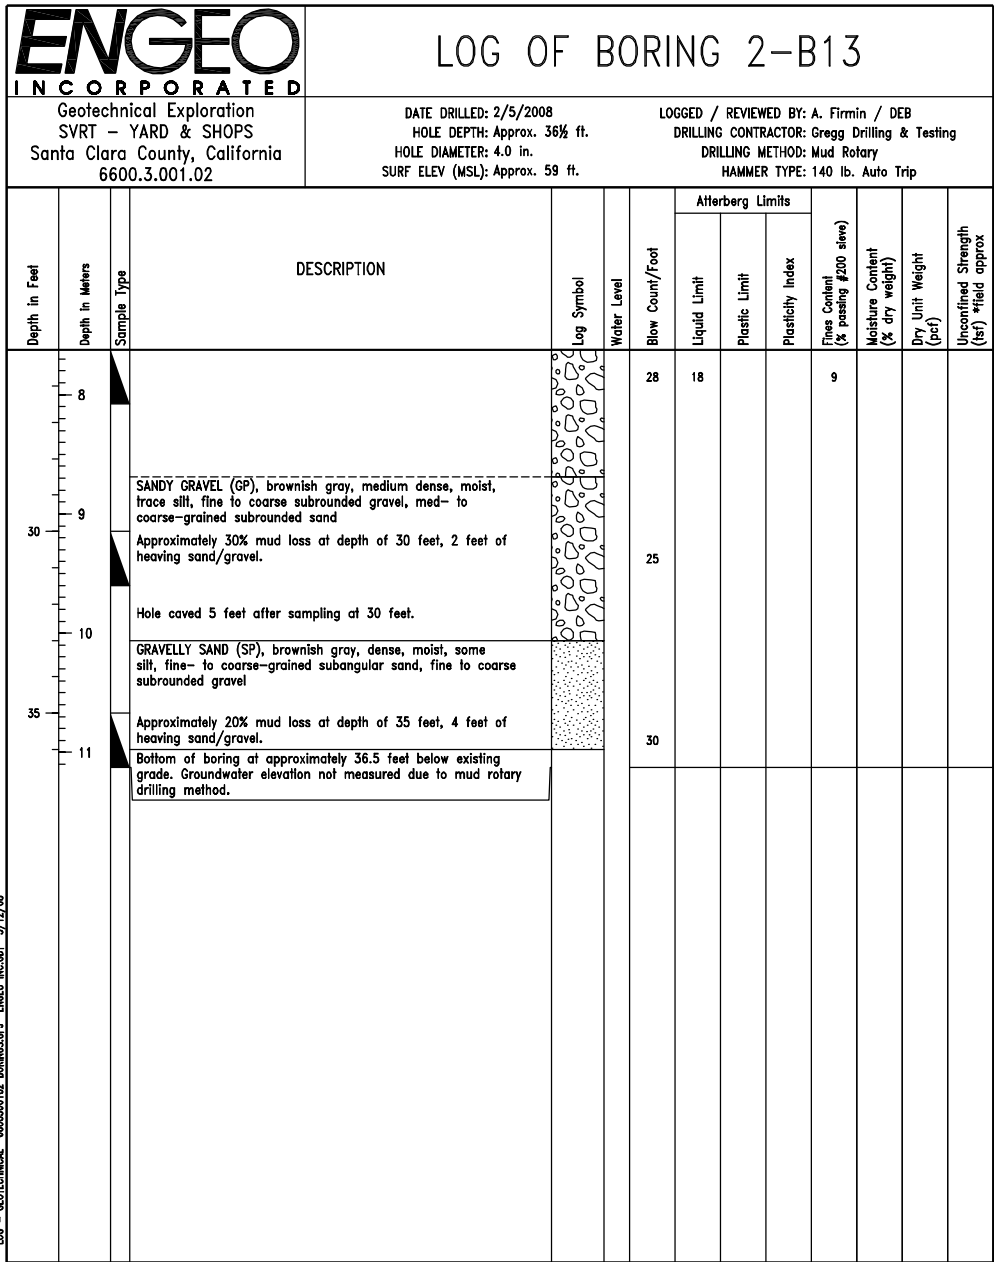 ENGEO
INCORPORATED
LOG OF BORING 2-B13
Geotechnical Exploration
SVRT - YARD & SHOPS
Santa Clara County, California
6600.3.001.02
DATE DRILLED: 2/5/2008
HOLE DEPTH: Approx. 36½ ft.
HOLE DIAMETER: 4.0 in.
SURF ELEV (MSL): Approx. 59 ft.
LOGGED / REVIEWED BY: A. Firmin / DEB
DRILLING CONTRACTOR: Gregg Drilling & Testing
DRILLING METHOD: Mud Rotary
HAMMER TYPE: 140 lb. Auto Trip
Depth in Feet
Depth in Meters
Sample Type
DESCRIPTION
Log Symbol
Water Level
Blow Count/Foot
Atterberg Limits
Liquid Limit
Plastic Limit
Plasticity Index
Fines Content
(% passing #200 sieve)
Moisture Content
(% dry weight)
Dry Unit Weight
(pcf)
Unconfined Strength
(tsf) *field approx
28 18 9
8
SANDY GRAVEL (GP), brownish gray, medium dense, moist,
trace silt, fine to coarse subrounded gravel, med- to
coarse-grained subrounded sand
9
30
Approximately 30% mud loss at depth of 30 feet, 2 feet of
heaving sand/gravel.
25
Hole caved 5 feet after sampling at 30 feet.
10
GRAVELLY SAND (SP), brownish gray, dense, moist, some
silt, fine- to coarse-grained subangular sand, fine to coarse
subrounded gravel
35
Approximately 20% mud loss at depth of 35 feet, 4 feet of
heaving sand/gravel.
30
11
Bottom of boring at approximately 36.5 feet below existing
grade. Groundwater elevation not measured due to mud rotary
drilling method.
LOG - GEOTECHNICAL